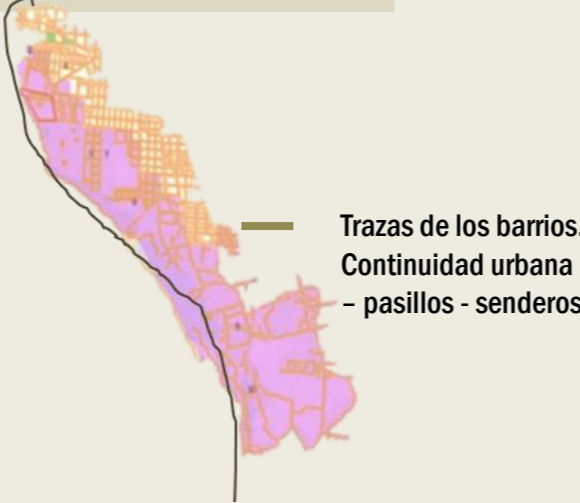 Trazas de los barrios.
Continuidad urbana
– pasillos - senderos